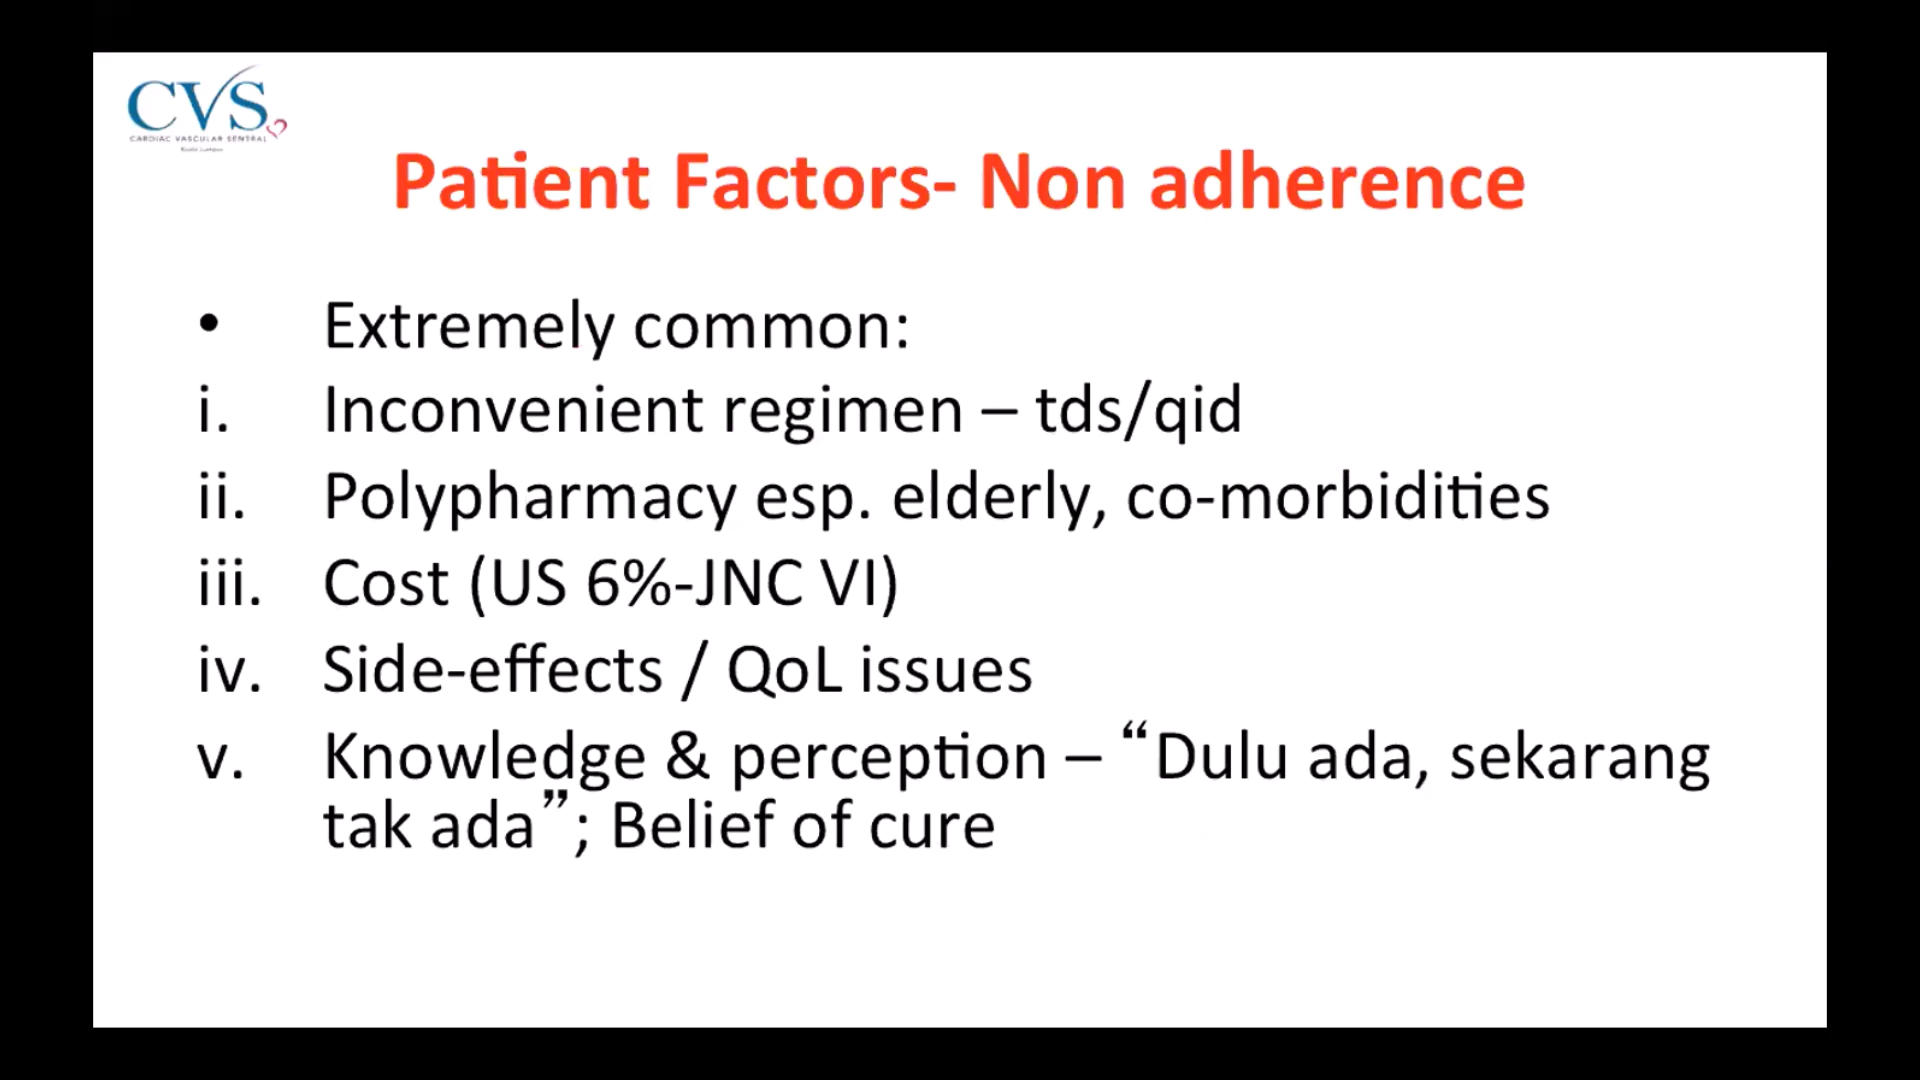 CVS
CARDIAC VASCULAR SENTRAL
Kuala Lumpur
Patient Factors- Non adherence
• Extremely common:
i. Inconvenient regimen – tds/qid
ii. Polypharmacy esp. elderly, co-morbidities
iii. Cost (US 6%-JNC VI)
iv. Side-effects / QoL issues
v. Knowledge & perception – “Dulu ada, sekarang
tak ada”; Belief of cure